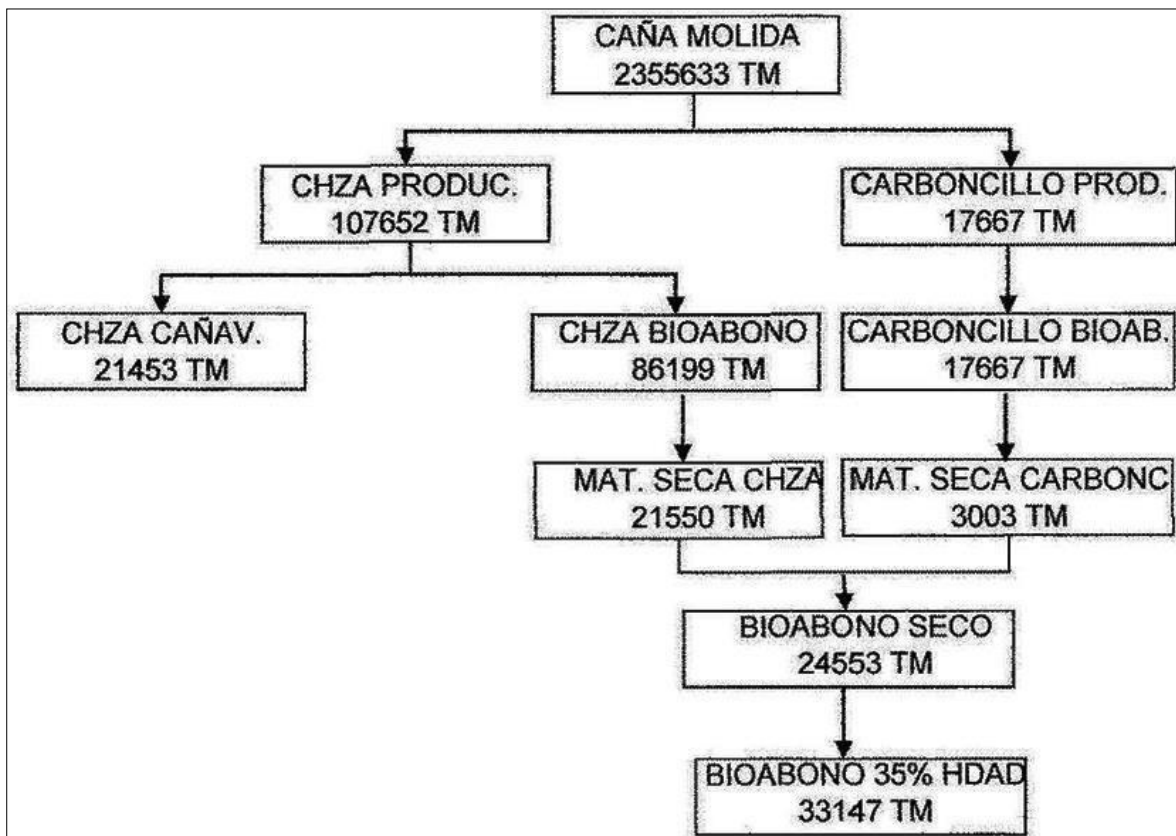 CAÑA MOLIDA
2355633 TM
CHZA PRODUC.
107652 TM
CARBONCILLO PROD.
17667 TM
CHZA CAÑAV.
21453 TM
CHZA BIOABONO
86199 TM
CARBONCILLO BIOAB.
17667 TM
MAT. SECA CHZA
21550 TM
MAT. SECA CARBONC
3003 TM
BIOABONO SECO
24553 TM
BIOABONO 35% HDAD
33147 TM